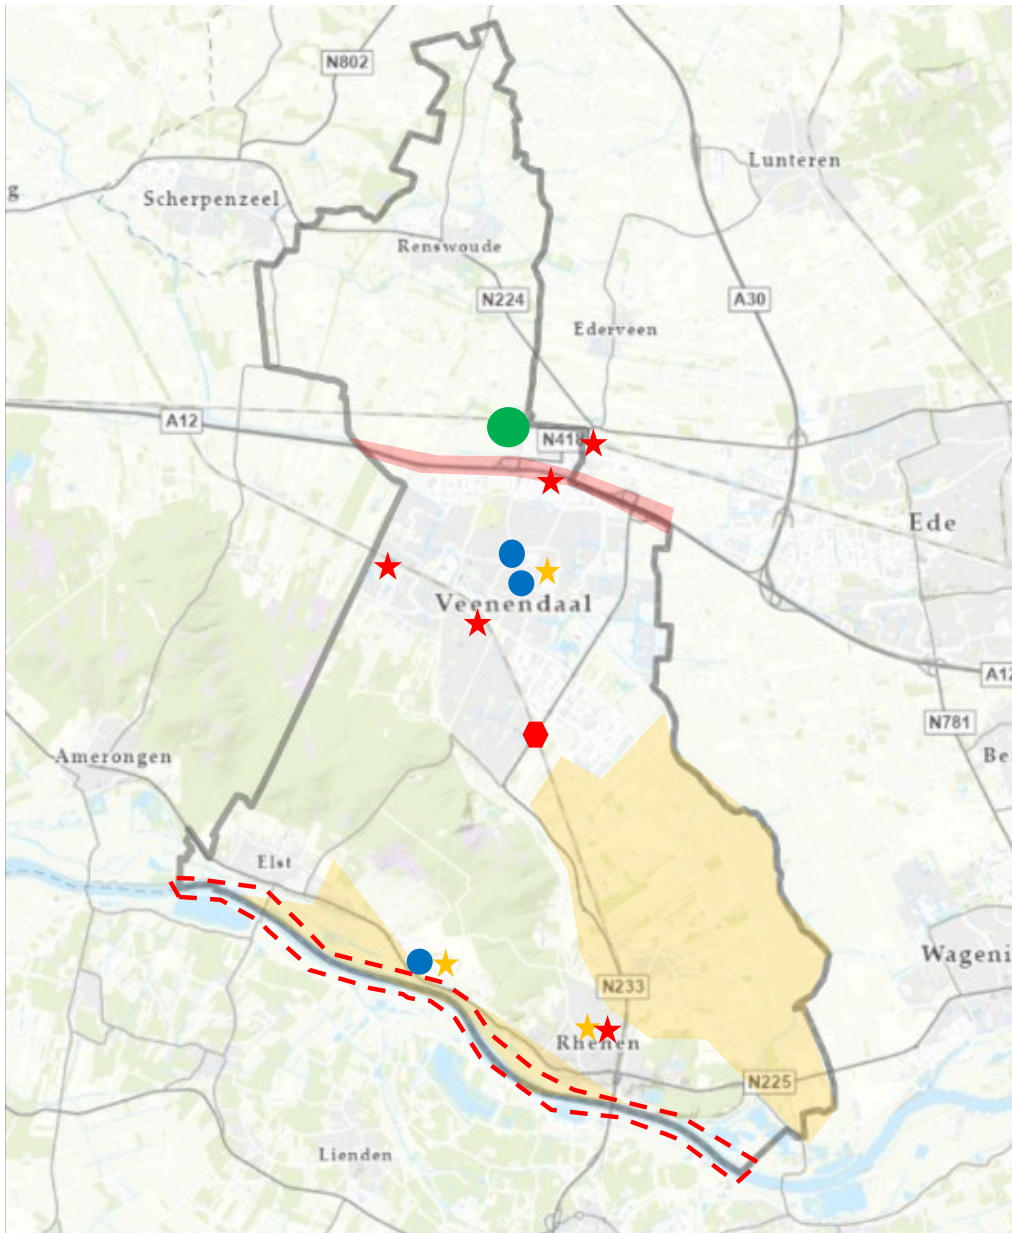 N802
Lunteren
g
Scherpenzeel
Renswoude
N224
A30
Ederveen
A12
N418
Ede
Veenendaal
A12
N781
Amerongen
Be
Elst
Wageni
N233
Rhenen
N225
Lienden